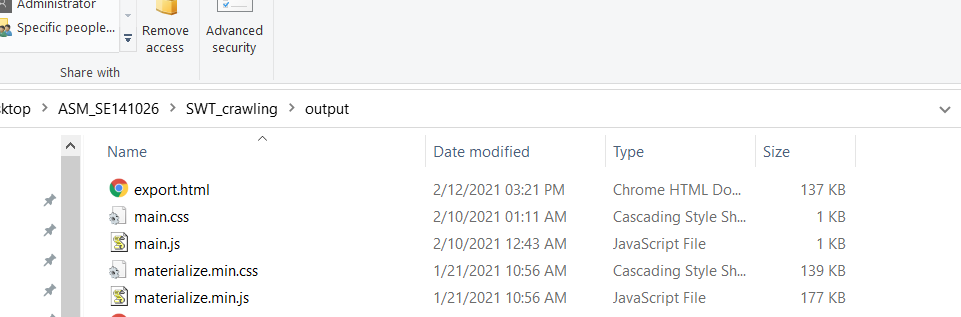 Administrator
Specific people...
Remove
access
Advanced
security
Share with
ktop > ASM_SE141026 > SWT_crawling > output
Name Date modified Type Size
export.html 2/12/2021 03:21 PM Chrome HTML Do... 137 KB
main.css 2/10/2021 01:11 AM Cascading Style Sh... 1 KB
main.js 2/10/2021 12:43 AM JavaScript File 1 KB
materialize.min.css 1/21/2021 10:56 AM Cascading Style Sh... 139 KB
materialize.min.js 1/21/2021 10:56 AM JavaScript File 177 KB